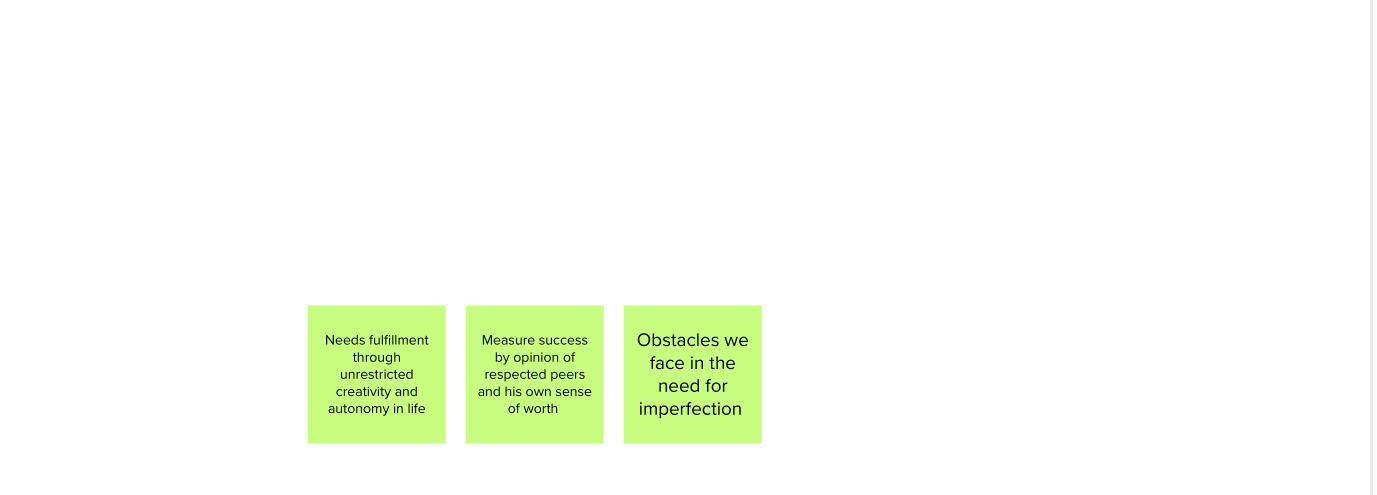 Needs fulfillment
through
unrestricted
creativity and
autonomy in life
Measure success
by opinion of
respected peers
and his own sense
of worth
Obstacles we
face in the
need for
imperfection